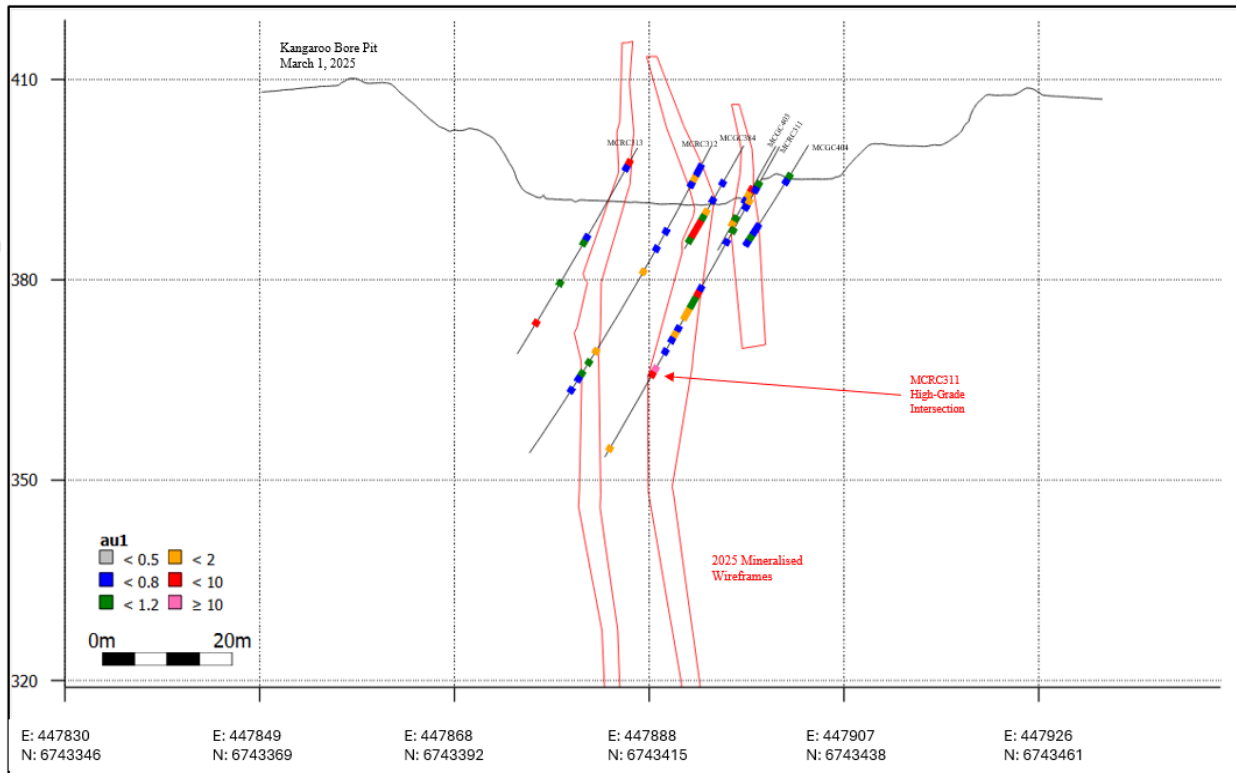 Kangaroo Bore Pit
March 1, 2025
410
MCRC313
MCRC312
MCGC384
MCGC405
MCRC311
MCGC404
380
MCRC311
High-Grade
Intersection
350
au1
< 0.5
< 2
< 0.8
< 10
< 1.2
≥ 10
2025 Mineralised
Wireframes
0m
20m
320
E: 447830
N: 6743346
E: 447849
N: 6743369
E: 447868
N: 6743392
E: 447888
N: 6743415
E: 447907
N: 6743438
E: 447926
N: 6743461